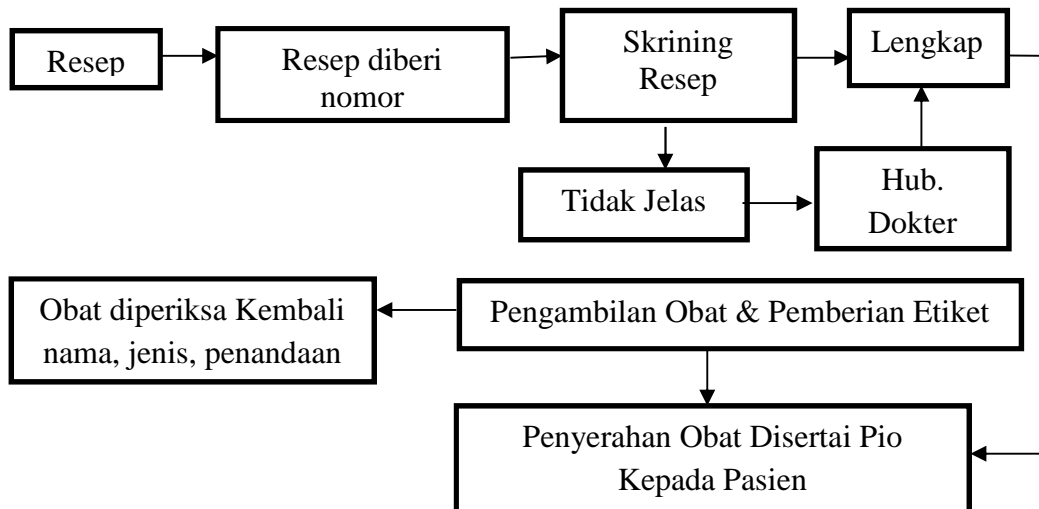 Resep
Resep diberi
nomor
Skrining
Resep
Lengkap
Tidak Jelas
Hub.
Dokter
Obat diperiksa Kembali
nama, jenis, penandaan
Pengambilan Obat & Pemberian Etiket
Penyerahan Obat Disertai Pio
Kepada Pasien